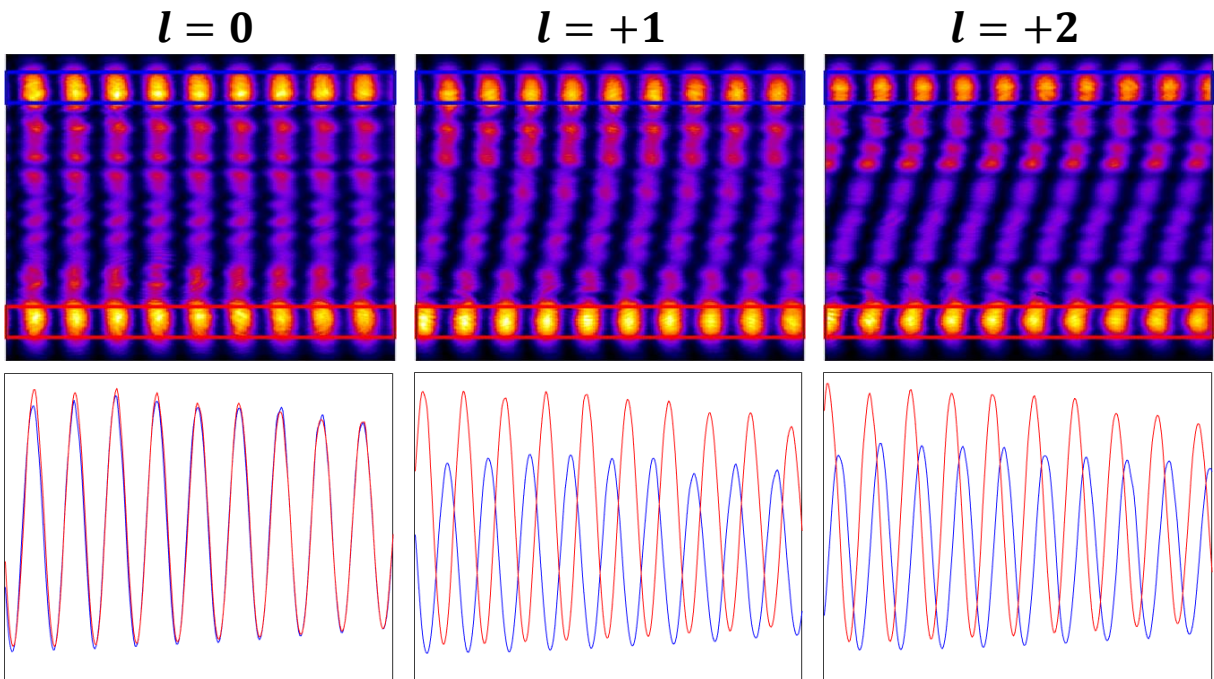 l = 0
l = +1
l = +2